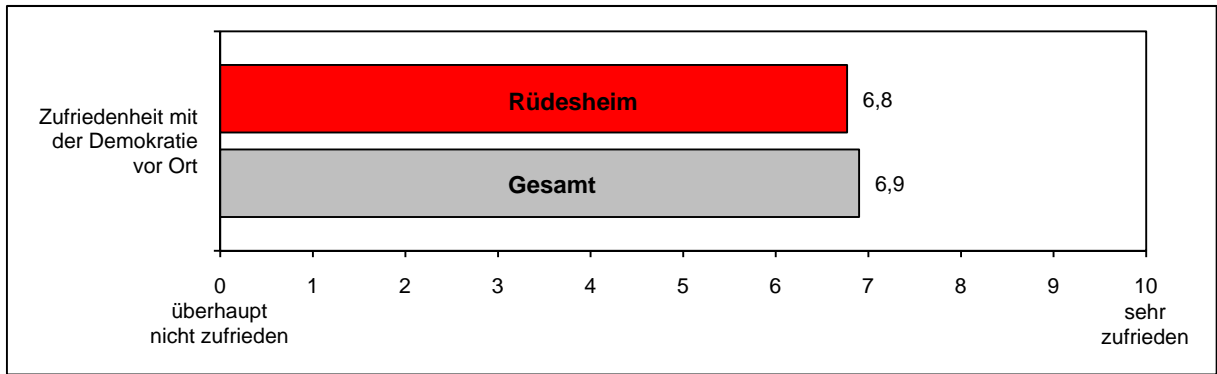 Zufriedenheit mit
der Demokratie
vor Ort
Rüdesheim
6,8
Gesamt
6,9
0 1 2 3 4 5 6 7 8 9 10
überhaupt
nicht zufrieden
sehr
zufrieden